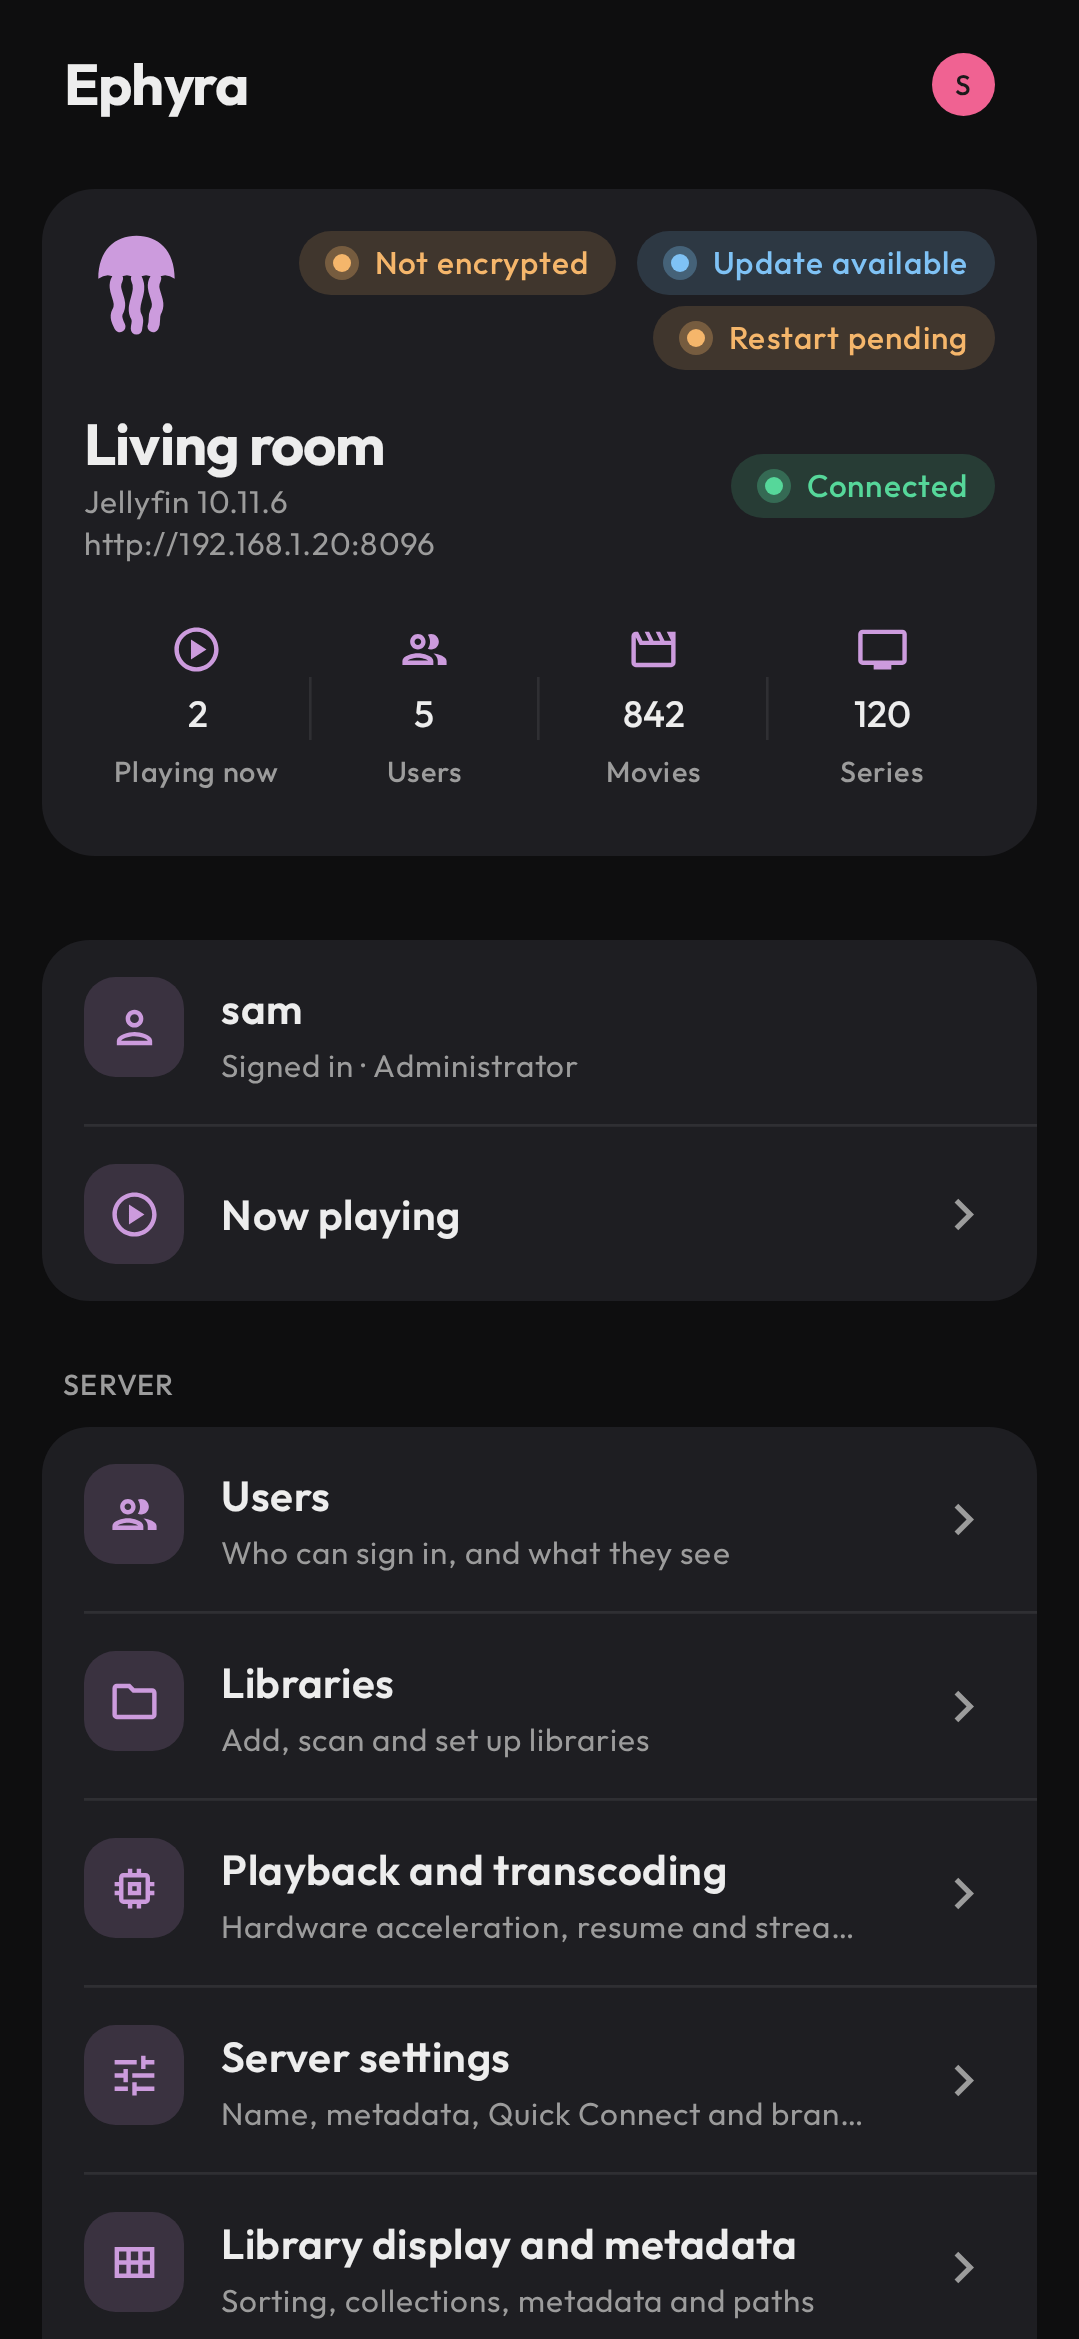 Ephyra
S
Not encrypted
Update available
Restart pending
Living room
Jellyfin 10.11.6
http://192.168.1.20:8096
Connected
2
5
842
120
Playing now
Users
Movies
Series
sam
Signed in · Administrator
Now playing
SERVER
Users
Who can sign in, and what they see
Libraries
Add, scan and set up libraries
Playback and transcoding
Hardware acceleration, resume and strea...
Server settings
Name, metadata, Quick Connect and bran...
Library display and metadata
Sorting, collections, metadata and paths